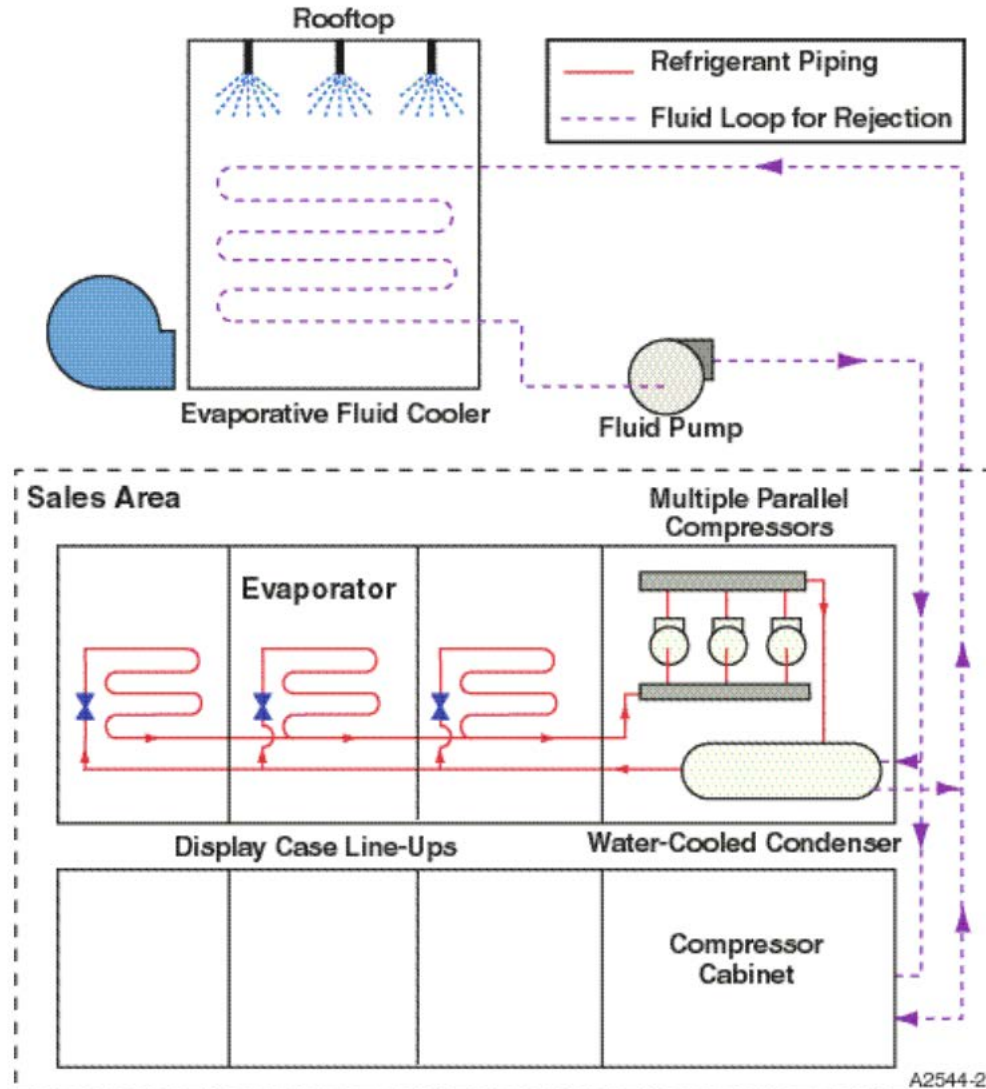 Rooftop
Refrigerant Piping
Fluid Loop for Rejection
Evaporative Fluid Cooler
Fluid Pump
Sales Area
Multiple Parallel
Compressors
Evaporator
Display Case Line-Ups
Water-Cooled Condenser
Compressor
Cabinet
A2544-2